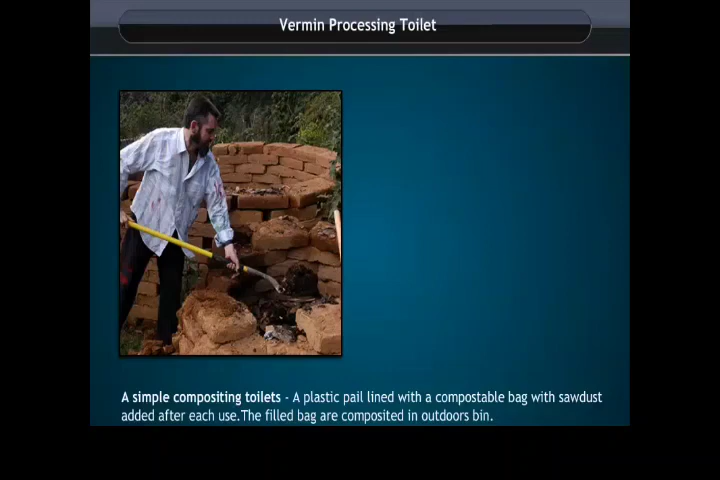 Vermin Processing Toilet
A simple compositing toilets - A plastic pail lined with a compostable bag with sawdust
added after each use.The filled bag are composited in outdoors bin.